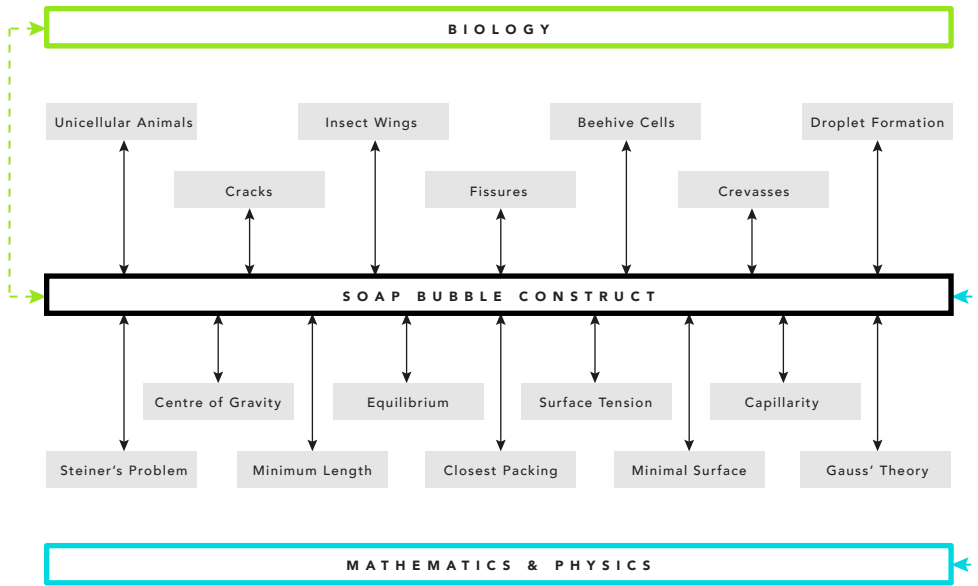 BIOLOGY
Unicellular Animals
Insect Wings
Beehive Cells
Droplet Formation
Cracks
Fissures
Crevasses
SOAP BUBBLE CONSTRUCT
Centre of Gravity
Equilibrium
Surface Tension
Capillarity
Steiner's Problem
Minimum Length
Closest Packing
Minimal Surface
Gauss' Theory
MATHEMATICS & PHYSICS